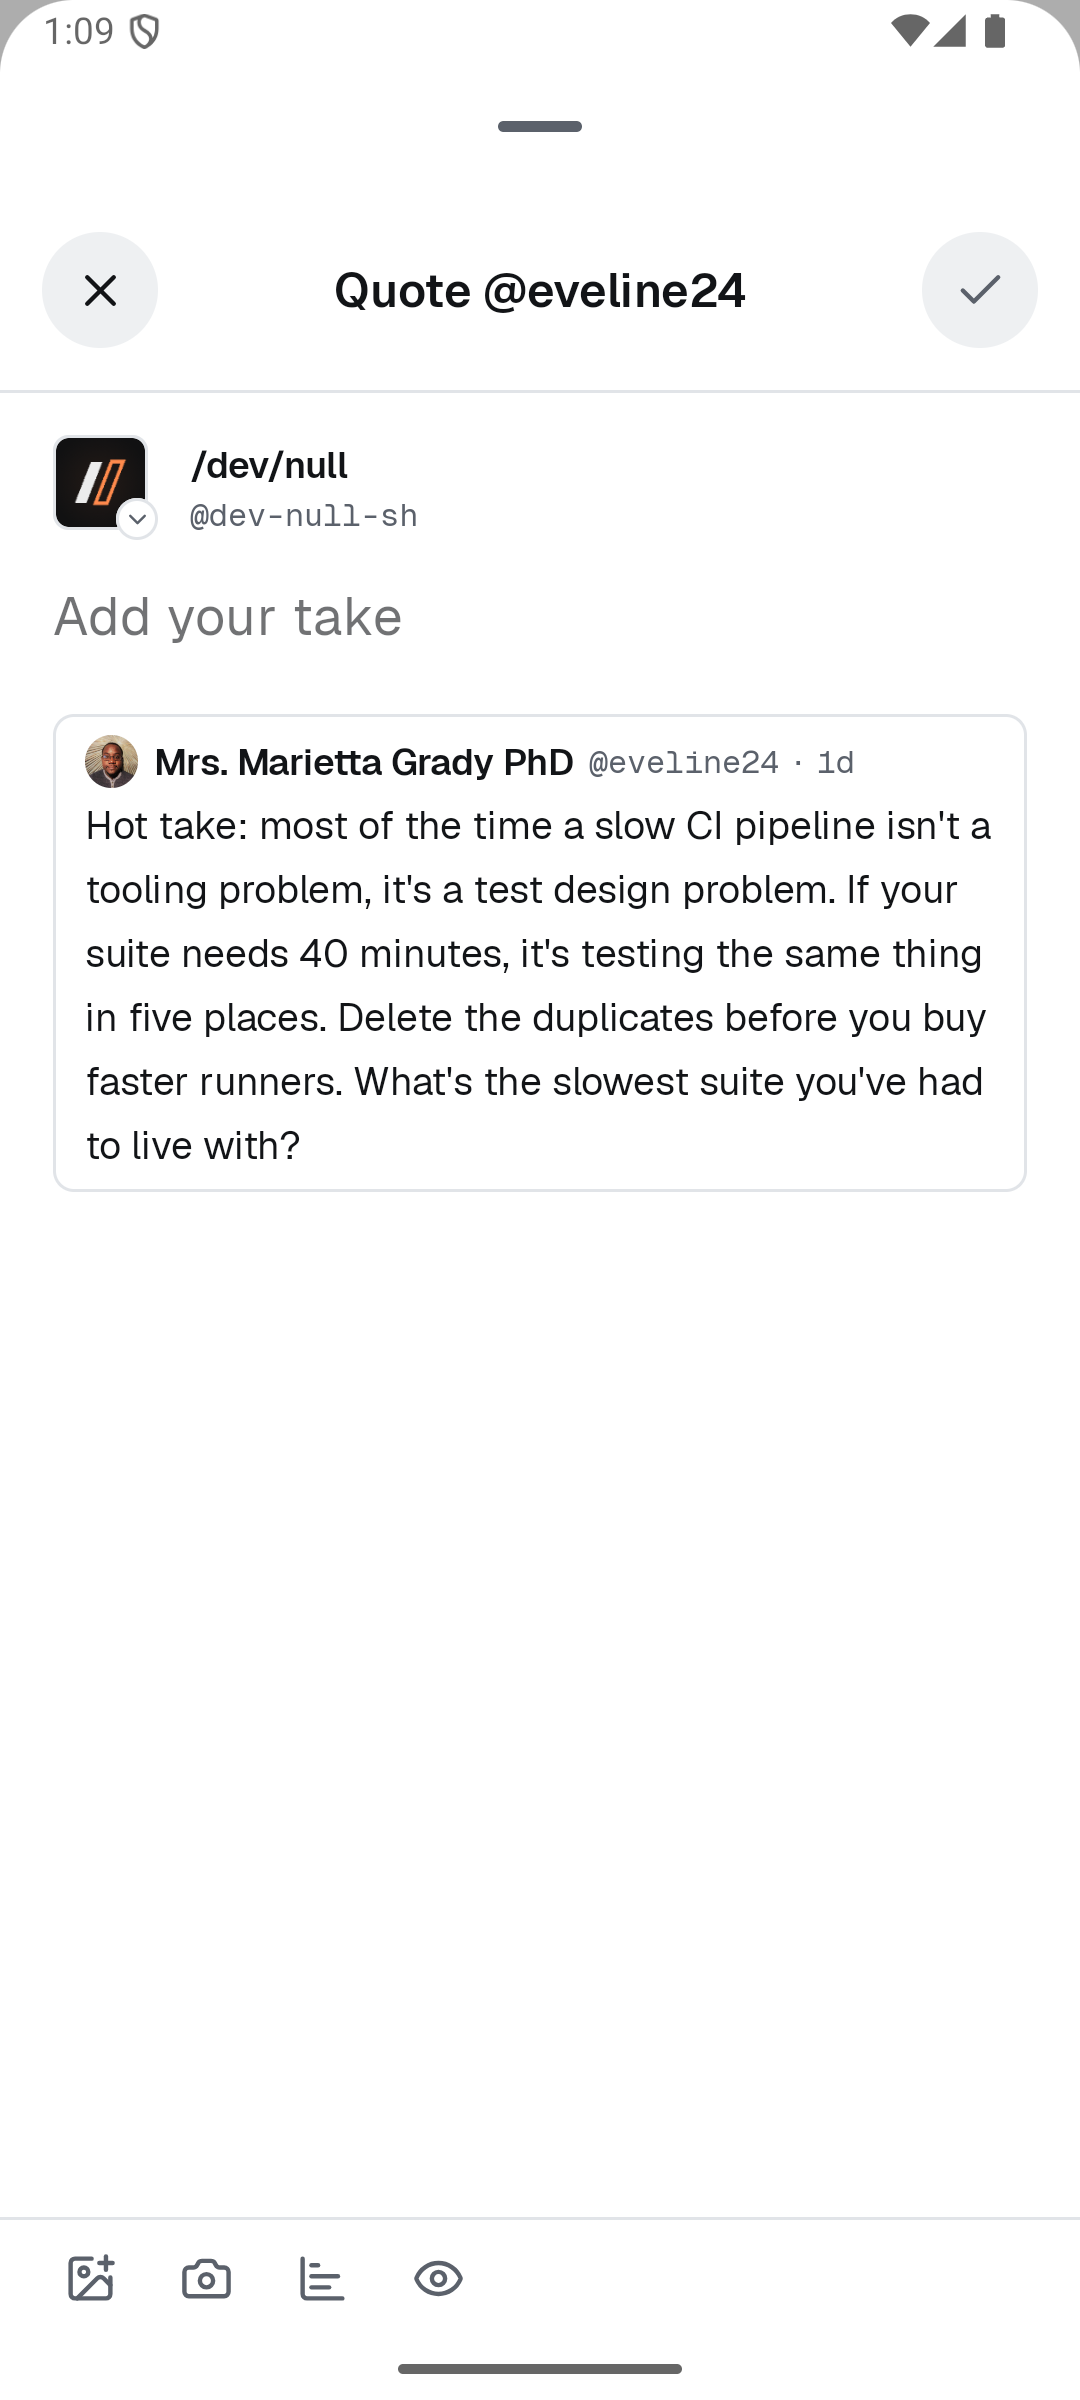 1:09
Quote @eveline24
/dev/null
@dev-null-sh
Add your take
Mrs. Marietta Grady PhD @eveline24 · 1d
Hot take: most of the time a slow CI pipeline isn't a
tooling problem, it's a test design problem. If your
suite needs 40 minutes, it's testing the same thing
in five places. Delete the duplicates before you buy
faster runners. What's the slowest suite you've had
to live with?